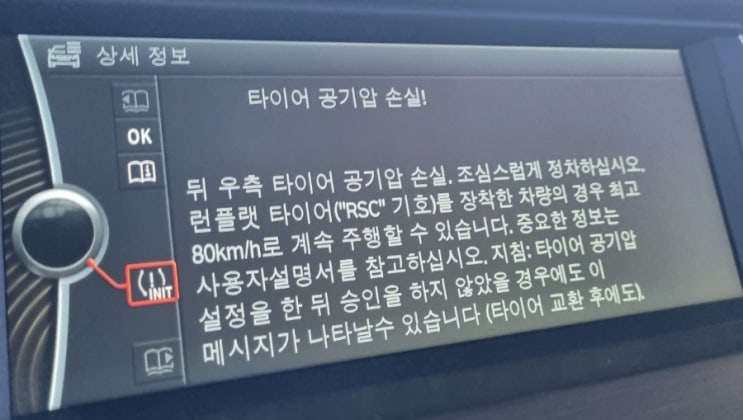 상세 정보
타이어 공기압 손실!
OK
뒤 우측 타이어 공기압 손실. 조심스럽게 정차하십시오.
런플랫 타이어("RSC" 기호)를 장착한 차량의 경우 최고
80km/h로 계속 주행할 수 있습니다. 중요한 정보는
사용자설명서를 참고하십시오. 지침: 타이어 공기압
설정을 한 뒤 승인을 하지 않았을 경우에도 이
메시지가 나타날수 있습니다 (타이어 교환 후에도).
INIT